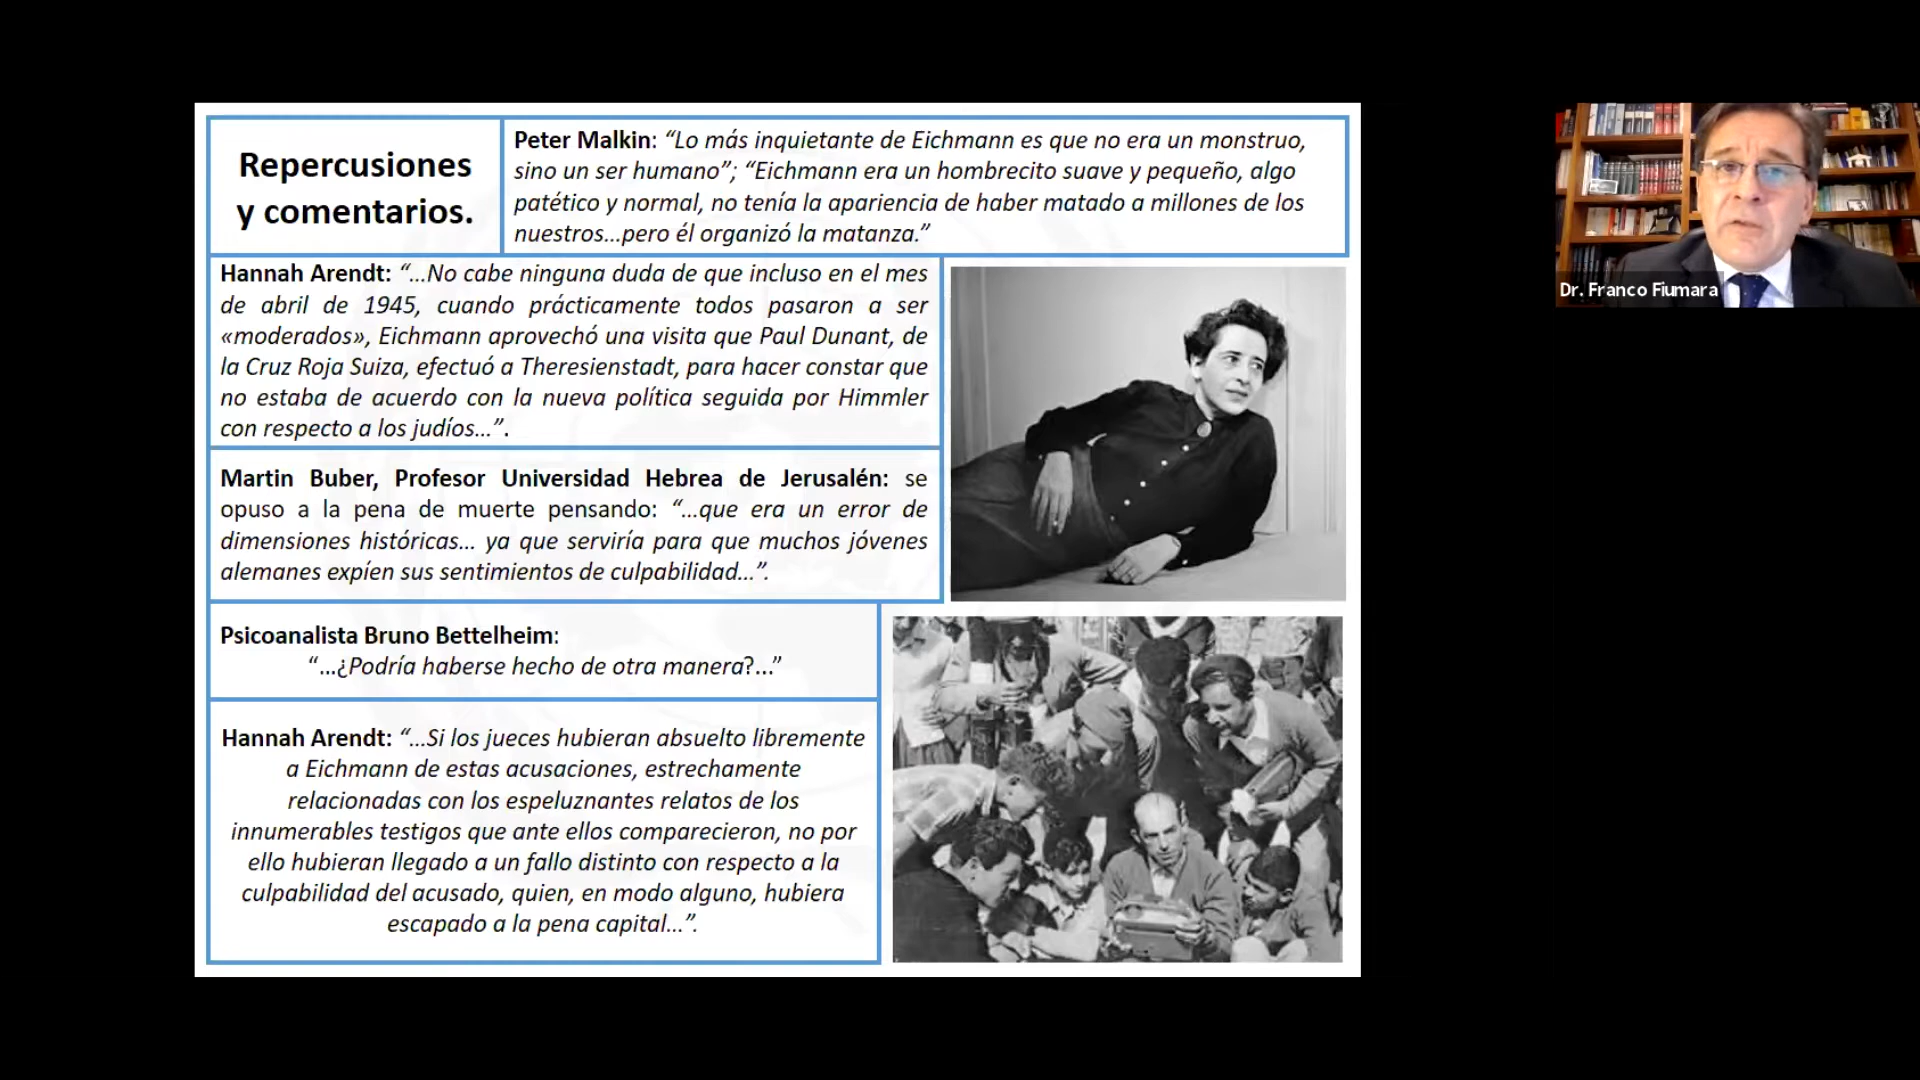 Repercusiones
y comentarios.
Peter Malkin: “Lo más inquietante de Eichmann es que no era un monstruo,
sino un ser humano”; “Eichmann era un hombrecito suave y pequeño, algo
patético y normal, no tenía la apariencia de haber matado a millones de los
nuestros...pero él organizó la matanza.”
Hannah Arendt: “...No cabe ninguna duda de que incluso en el mes
de abril de 1945, cuando prácticamente todos pasaron a ser
«moderados», Eichmann aprovechó una visita que Paul Dunant, de
la Cruz Roja Suiza, efectuó a Theresienstadt, para hacer constar que
no estaba de acuerdo con la nueva política seguida por Himmler
con respecto a los judíos...”.
Martin Buber, Profesor Universidad Hebrea de Jerusalén: se
opuso a la pena de muerte pensando: “...que era un error de
dimensiones históricas... ya que serviría para que muchos jóvenes
alemanes expíen sus sentimientos de culpabilidad...”.
Psicoanalista Bruno Bettelheim:
“...¿Podría haberse hecho de otra manera?...”
Hannah Arendt: “...Si los jueces hubieran absuelto libremente
a Eichmann de estas acusaciones, estrechamente
relacionadas con los espeluznantes relatos de los
innumerables testigos que ante ellos comparecieron, no por
ello hubieran llegado a un fallo distinto con respecto a la
culpabilidad del acusado, quien, en modo alguno, hubiera
escapado a la pena capital...”.
Dr. Franco Fiumara